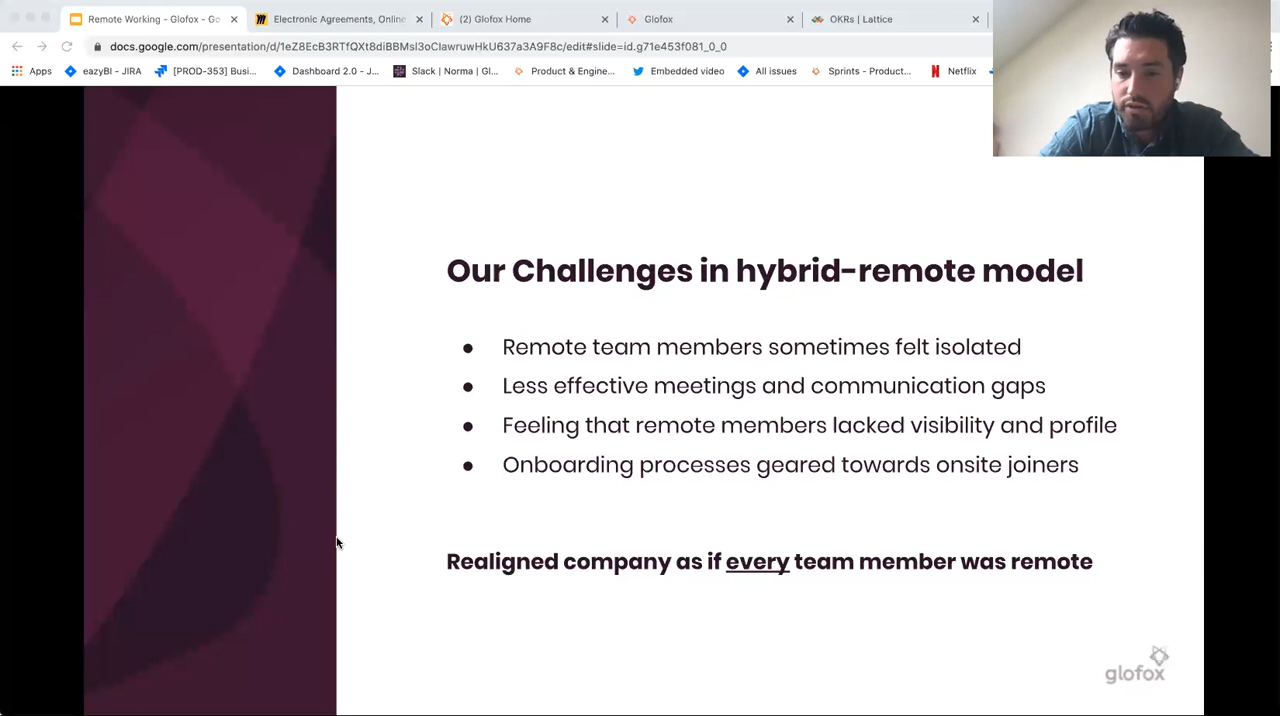 Remote Working - Glofox - Go
Electronic Agreements, Online
(2) Glofox Home
Glofox
OKRs | Lattice
docs.google.com/presentation/d/1eZ8EcB3RTfQXt8diBBMsl3oClawruwHkU637a3A9F8c/edit#slide=id.g71e453f081_0_0
Apps
eazyBI - JIRA
[PROD-353] Busi...
Dashboard 2.0 - J...
Slack | Norma | Gl...
Product & Engine...
Embedded video
All issues
Sprints - Product...
Netflix
Our Challenges in hybrid-remote model
● Remote team members sometimes felt isolated
● Less effective meetings and communication gaps
● Feeling that remote members lacked visibility and profile
● Onboarding processes geared towards onsite joiners
Realigned company as if every team member was remote
glofox